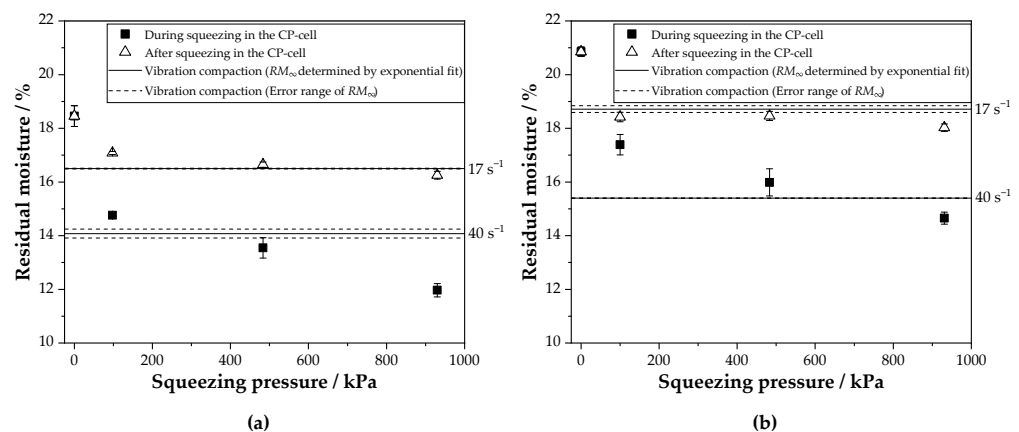 22
20
18
16
14
12
10
Residual moisture / %
During squeezing in the CP-cell
After squeezing in the CP-cell
Vibration compaction (RM∞ determined by exponential fit)
Vibration compaction (Error range of RM∞)
17 s⁻¹
40 s⁻¹
0 200 400 600 800 1000
Squeezing pressure / kPa
(a)
22
20
18
16
14
12
10
Residual moisture / %
During squeezing in the CP-cell
After squeezing in the CP-cell
Vibration compaction (RM∞ determined by exponential fit)
Vibration compaction (Error range of RM∞)
17 s⁻¹
40 s⁻¹
0 200 400 600 800 1000
Squeezing pressure / kPa
(b)